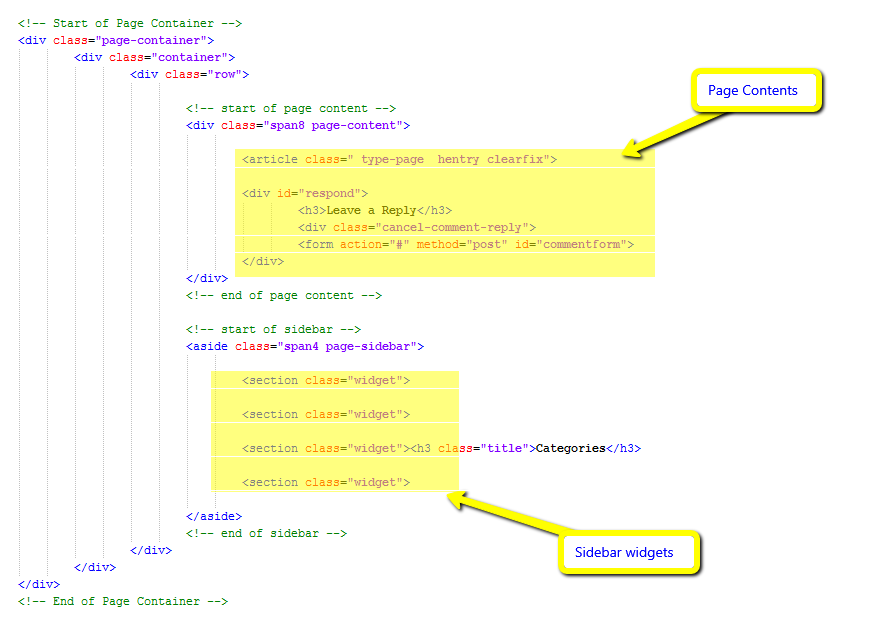 <!-- Start of Page Container -->
<div class="page-container">
<div class="container">
<div class="row">
Page Contents
<!-- start of page content -->
<div class="span8 page-content">
<article class=" type-page  hentry clearfix">
<div id="respond">
<h3>Leave a Reply</h3>
<div class="cancel-comment-reply">
<form action="#" method="post" id="commentform">
</div>
</div>
<!-- end of page content -->
<!-- start of sidebar -->
<aside class="span4 page-sidebar">
<section class="widget">
<section class="widget">
<section class="widget"><h3 class="title">Categories</h3>
<section class="widget">
</aside>
<!-- end of sidebar -->
</div>
Sidebar widgets
</div>
</div>
<!-- End of Page Container -->